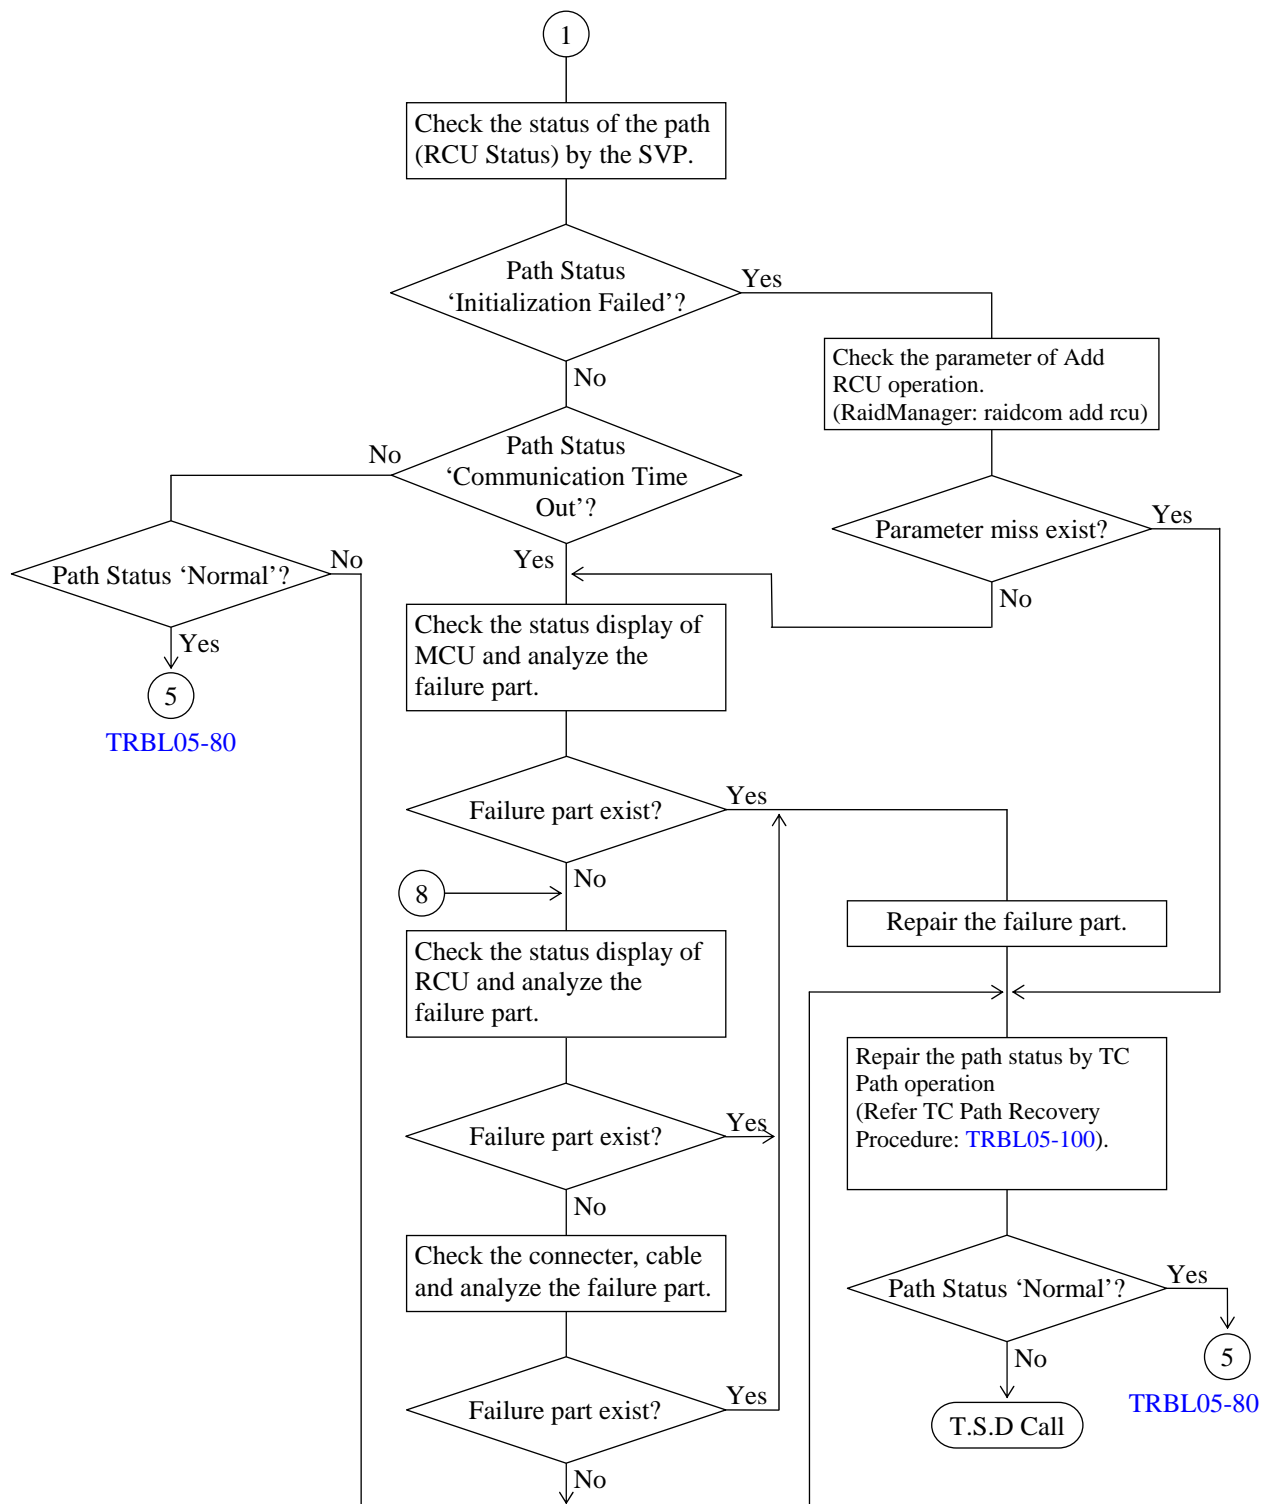 1
Check the status of the path
(RCU Status) by the SVP.
Path Status
‘Initialization Failed’?
Yes
No
Check the parameter of Add
RCU operation.
(RaidManager: raidcom add rcu)
Path Status
‘Communication Time
Out’?
No
Yes
Parameter miss exist?
Yes
No
Path Status ‘Normal’?
No
Yes
5
TRBL05-80
Check the status display of
MCU and analyze the
failure part.
Failure part exist?
Yes
No
8
Repair the failure part.
Check the status display of
RCU and analyze the
failure part.
Repair the path status by TC
Path operation
(Refer TC Path Recovery
Procedure: TRBL05-100).
Failure part exist?
Yes
No
Check the connecter, cable
and analyze the failure part.
Path Status ‘Normal’?
Yes
No
5
TRBL05-80
T.S.D Call
Failure part exist?
Yes
No